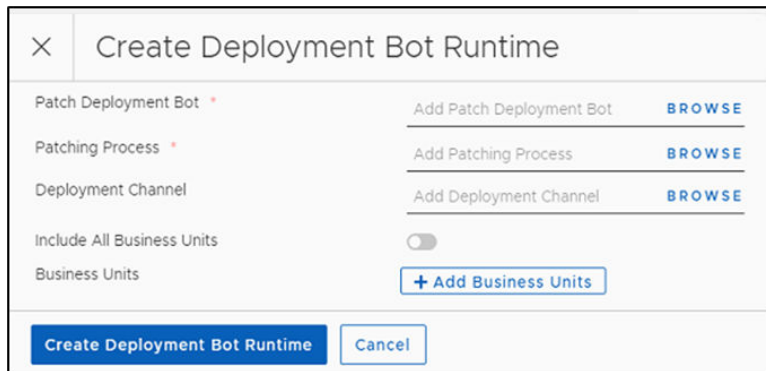 Create Deployment Bot Runtime
Patch Deployment Bot * Add Patch Deployment Bot BROWSE
Patching Process * Add Patching Process BROWSE
Deployment Channel Add Deployment Channel BROWSE
Include All Business Units
Business Units + Add Business Units
Create Deployment Bot Runtime Cancel